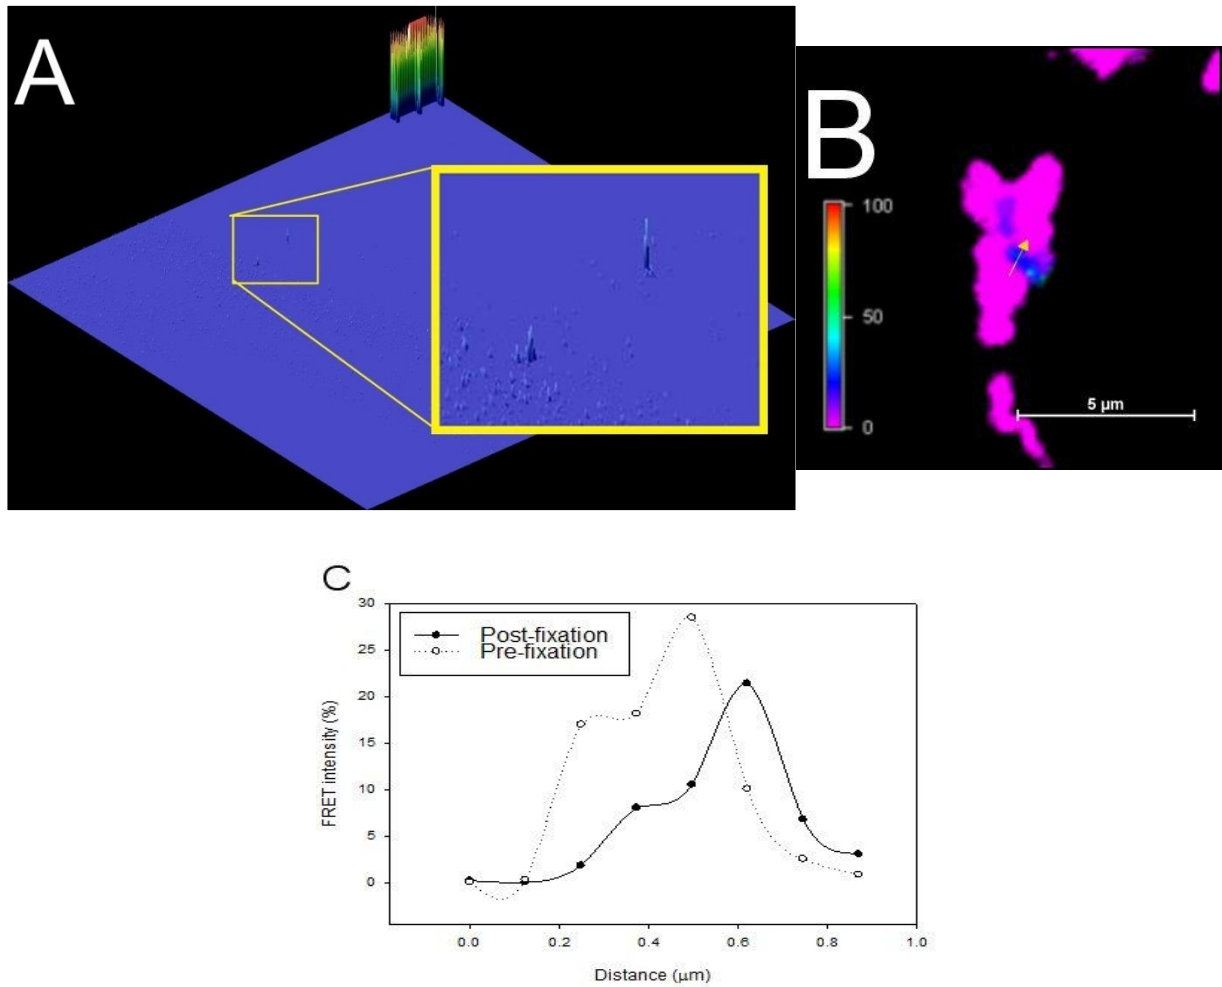 A
B
100
50
0
5 µm
C
30
25
20
15
10
5
0
Post-fixation
Pre-fixation
FRET intensity (%)
0.0 0.2 0.4 0.6 0.8 1.0
Distance (µm)